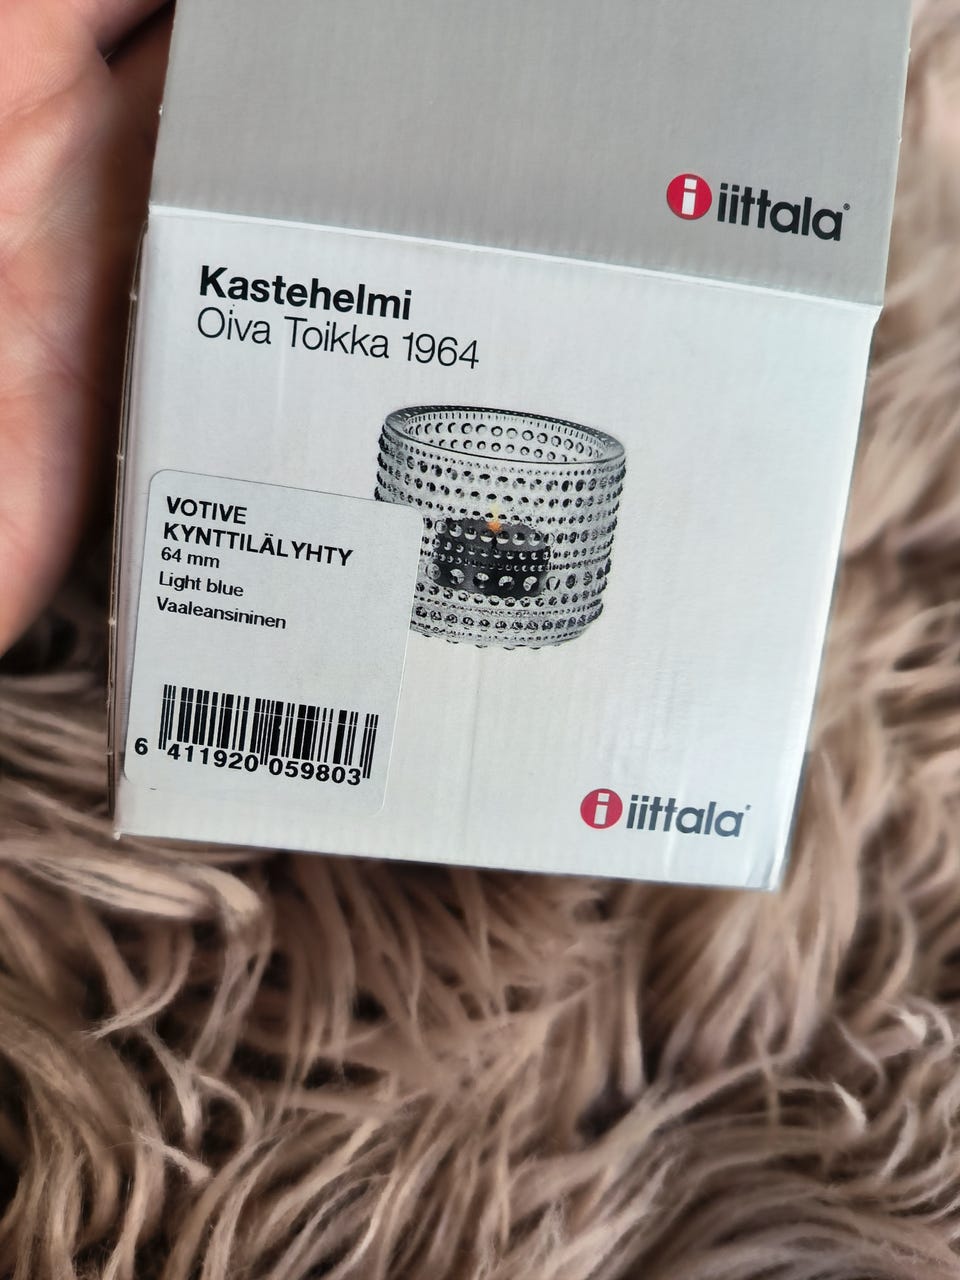 iittala®
Kastehelmi
Oiva Toikka 1964
VOTIVE
KYNTTILÄLYHTY
64 mm
Light blue
Vaaleansininen
6 411920 059803
iittala®